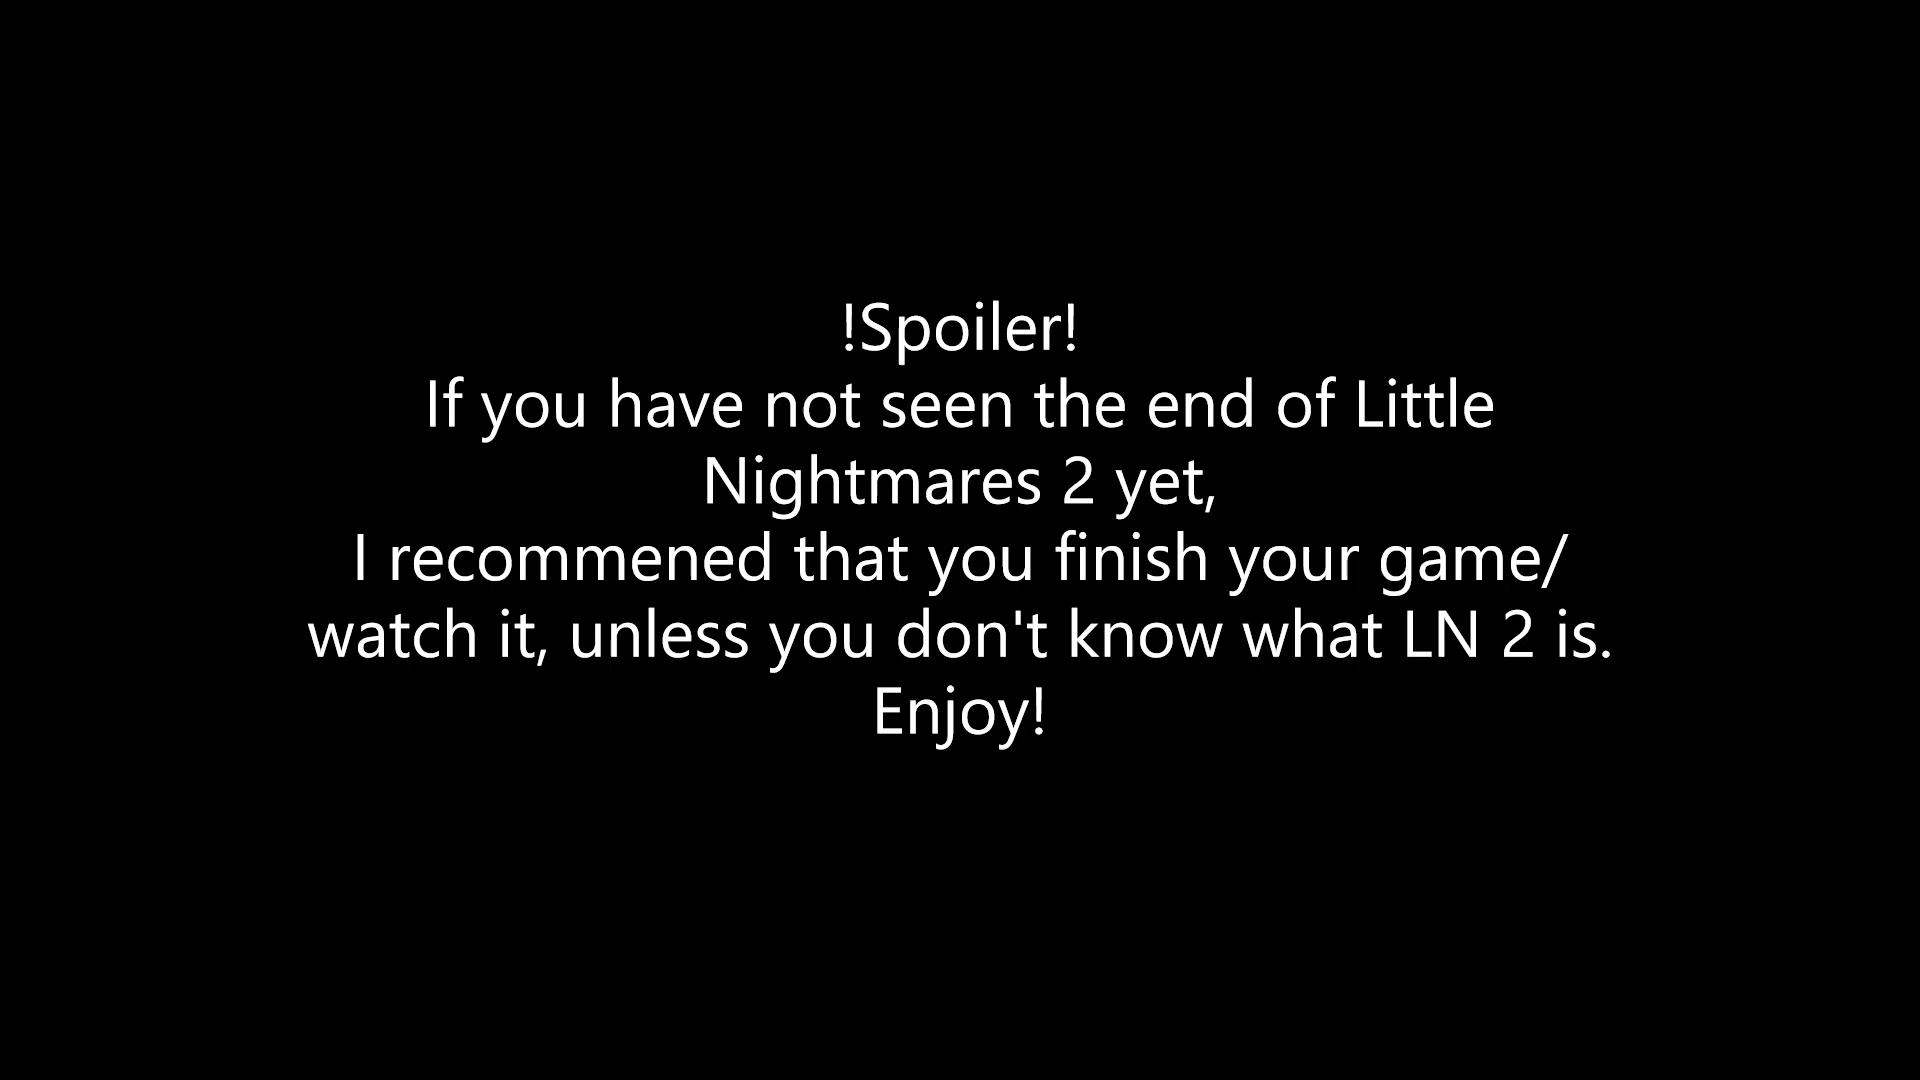 !Spoiler!
If you have not seen the end of Little
Nightmares 2 yet,
I recommened that you finish your game/
watch it, unless you don't know what LN 2 is.
Enjoy!